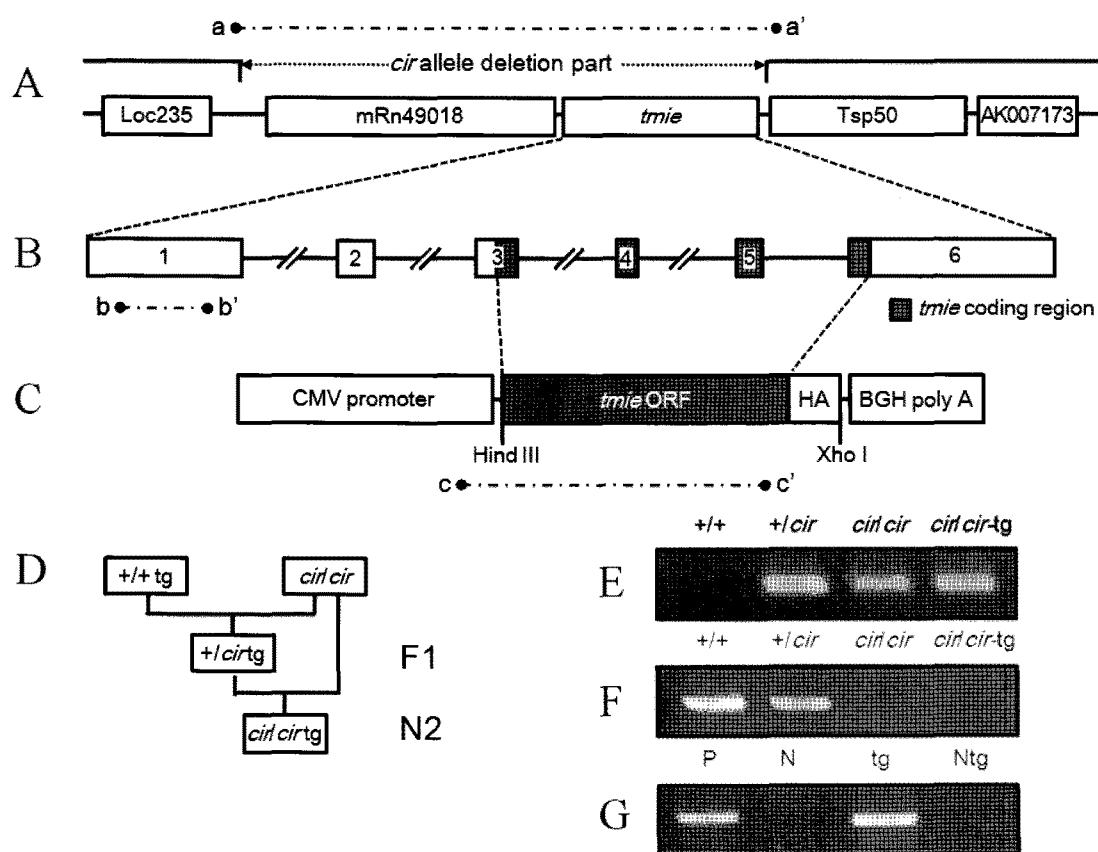 a a'
cir allele deletion part
A
Loc235 mRn49018 tmie Tsp50 AK007173
B
1 2 3 4 5 6
b b'
tmie coding region
C
CMV promoter tmie ORF HA BGH poly A
Hind III Xho I
c c'
D
+/+ tg cir/cir
+/cirtg F1
cir/cirtg N2
+/+ +/cir cir/cir cir/cir-tg
E
+/+ +/cir cir/cir cir/cir-tg
F
P N tg Ntg
G